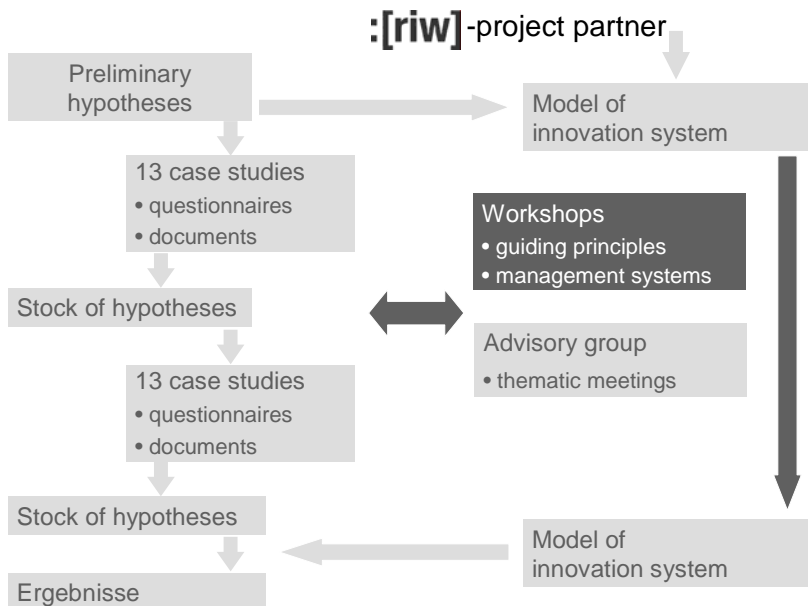 :[riw] -project partner
Preliminary
hypotheses
Model of
innovation system
13 case studies
• questionnaires
• documents
Workshops
• guiding principles
• management systems
Stock of hypotheses
Advisory group
• thematic meetings
13 case studies
• questionnaires
• documents
Stock of hypotheses
Model of
innovation system
Ergebnisse